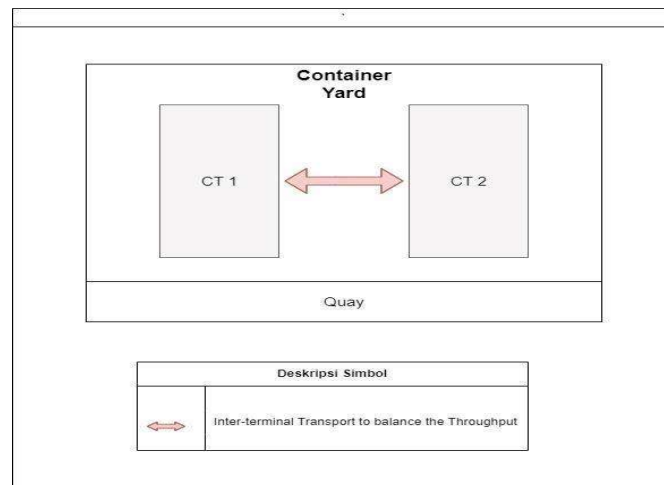 Container
Yard
CT 1
CT 2
Quay
Deskripsi Simbol
Inter-terminal Transport to balance the Throughput